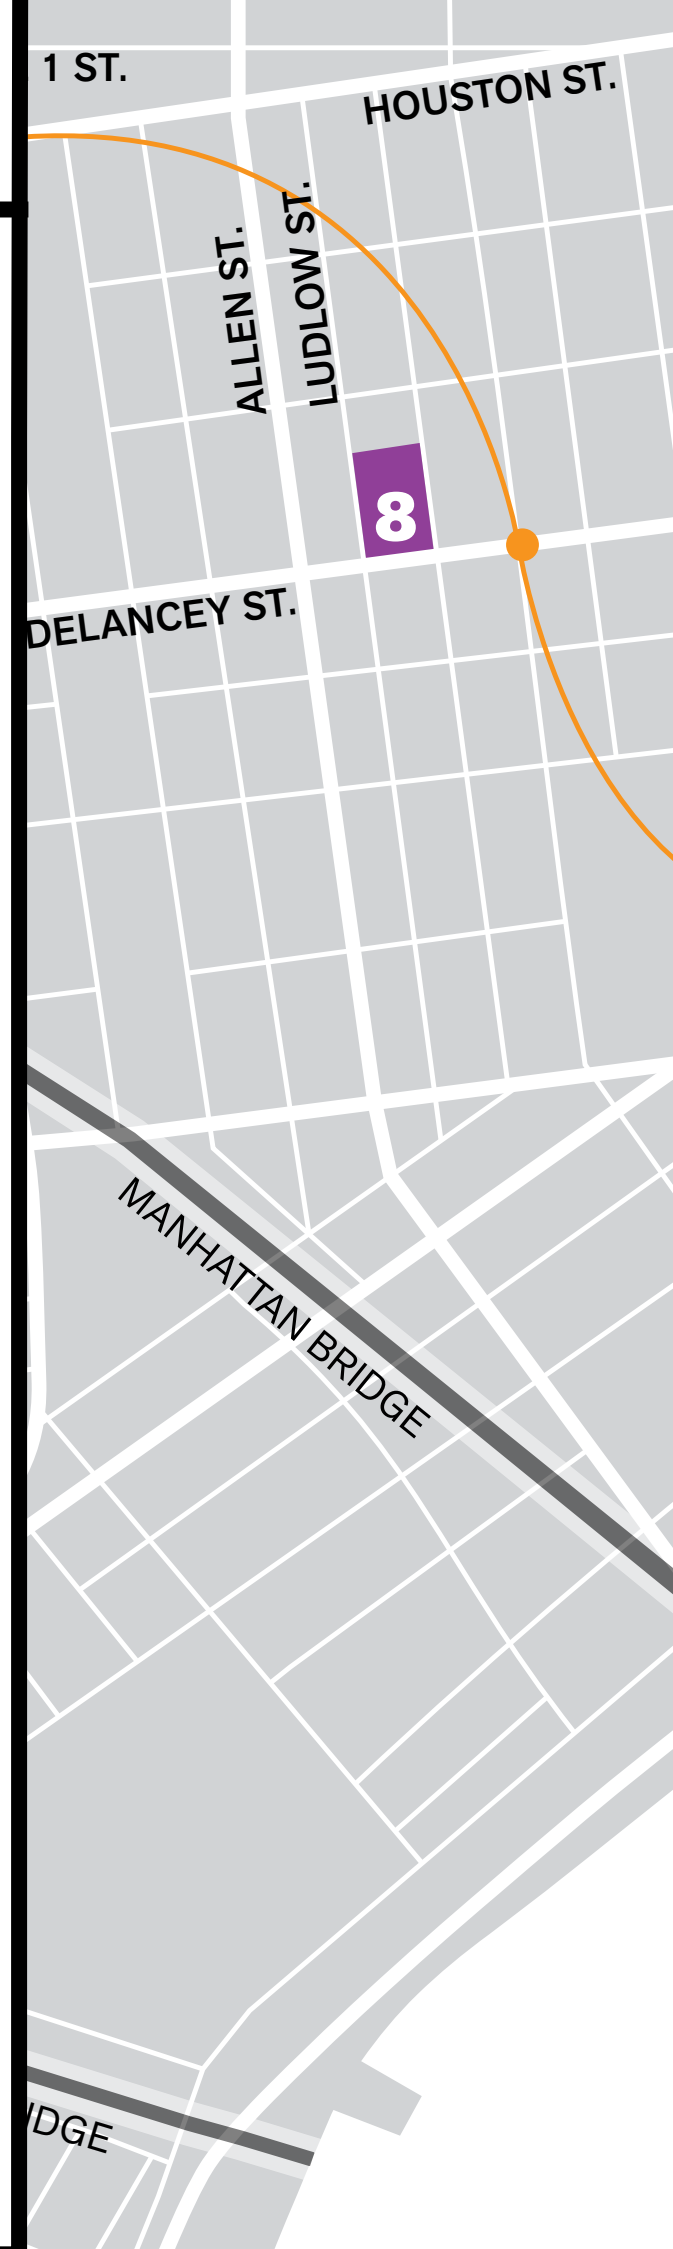 1 ST.
HOUSTON ST.
ALLEN ST.
LUDLOW ST.
8
DELANCEY ST.
MANHATTAN BRIDGE
IDGE